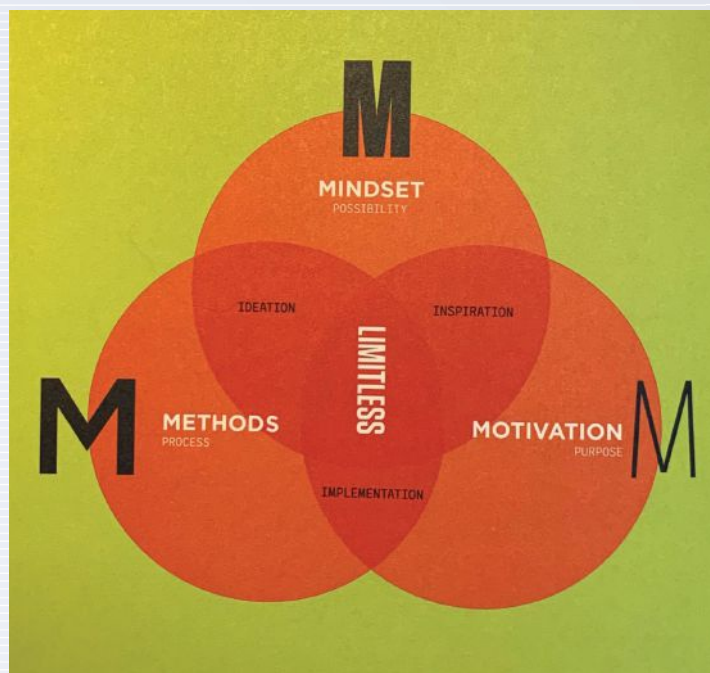 M
MINDSET
POSSIBILITY
IDEATION
INSPIRATION
LIMITLESS
M
METHODS
PROCESS
MOTIVATION
PURPOSE
M
IMPLEMENTATION